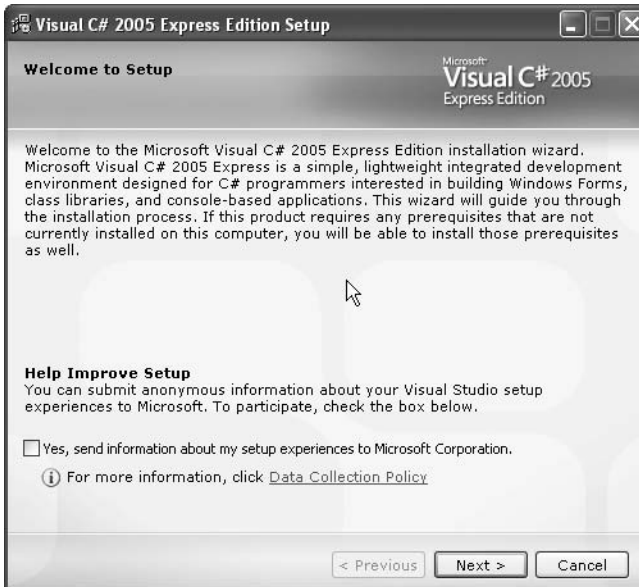 Visual C# 2005 Express Edition Setup
Welcome to Setup
Microsoft
Visual C# 2005
Express Edition
Welcome to the Microsoft Visual C# 2005 Express Edition installation wizard.
Microsoft Visual C# 2005 Express is a simple, lightweight integrated development
environment designed for C# programmers interested in building Windows Forms,
class libraries, and console-based applications. This wizard will guide you through
the installation process. If this product requires any prerequisites that are not
currently installed on this computer, you will be able to install those prerequisites
as well.
Help Improve Setup
You can submit anonymous information about your Visual Studio setup
experiences to Microsoft. To participate, check the box below.
Yes, send information about my setup experiences to Microsoft Corporation.
For more information, click Data Collection Policy
< Previous Next > Cancel